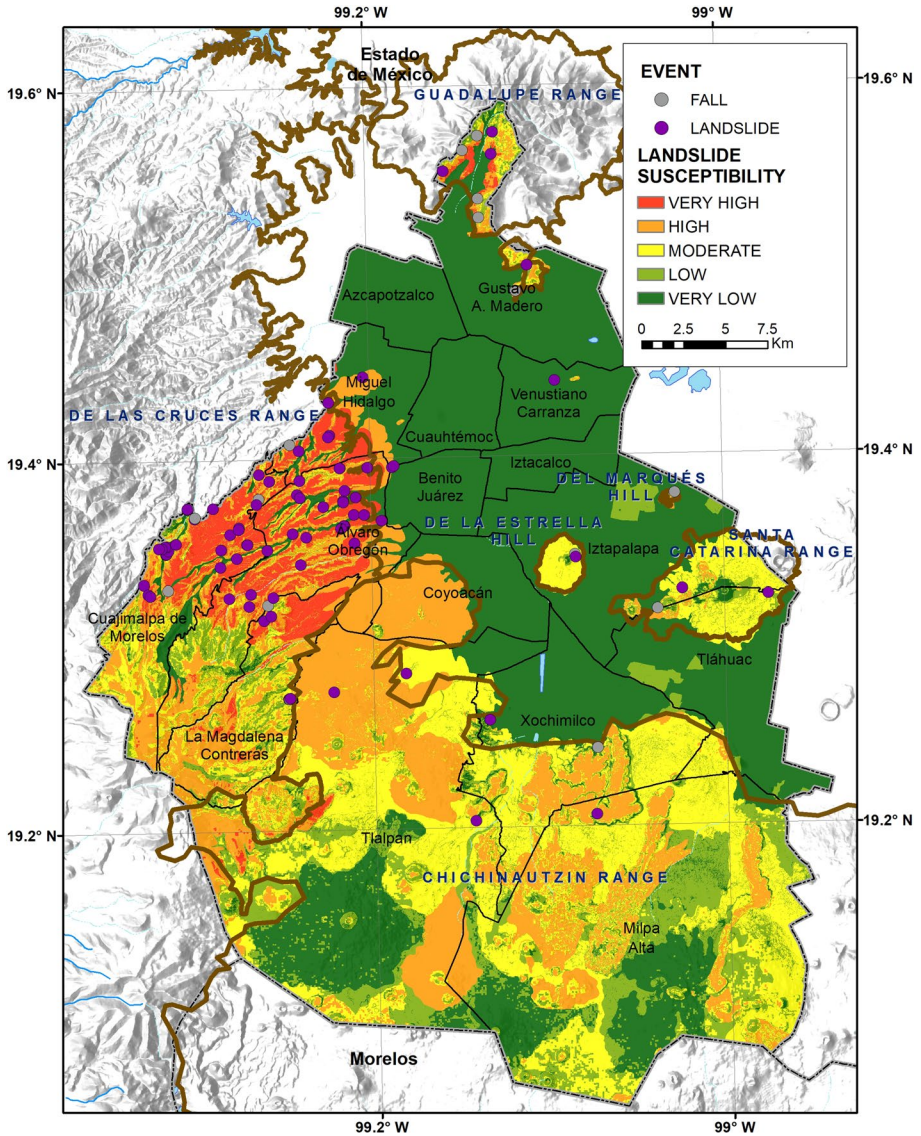 99.2 W
99 W
19.6° N
19.6° N
Estado
de México
GUADALUPE RANGE
EVENT
FALL
LANDSLIDE
LANDSLIDE
SUSCEPTIBILITY
VERY HIGH
HIGH
MODERATE
LOW
VERY LOW
0 2.5 5 7.5
Km
Azcapotzalco
Gustavo
A. Madero
Miguel
Hidalgo
Venustiano
Carranza
DE LAS CRUCES RANGE
Cuauhtémoc
19.4° N
19.4° N
Iztacalco
Benito
Juárez
DEL MARQUÉS
HILL
DE LA ESTRELLA
HILL
Alvaro
Obregón
Iztapalapa
SANTA
CATARINA RANGE
Coyoacán
Cuajimalpa de
Morelos
Tláhuac
Xochimilco
La Magdalena
Contreras
19.2° N
19.2° N
Tlalpan
CHICHINAUTZIN RANGE
Milpa
Alta
Morelos
99.2 W
99° W